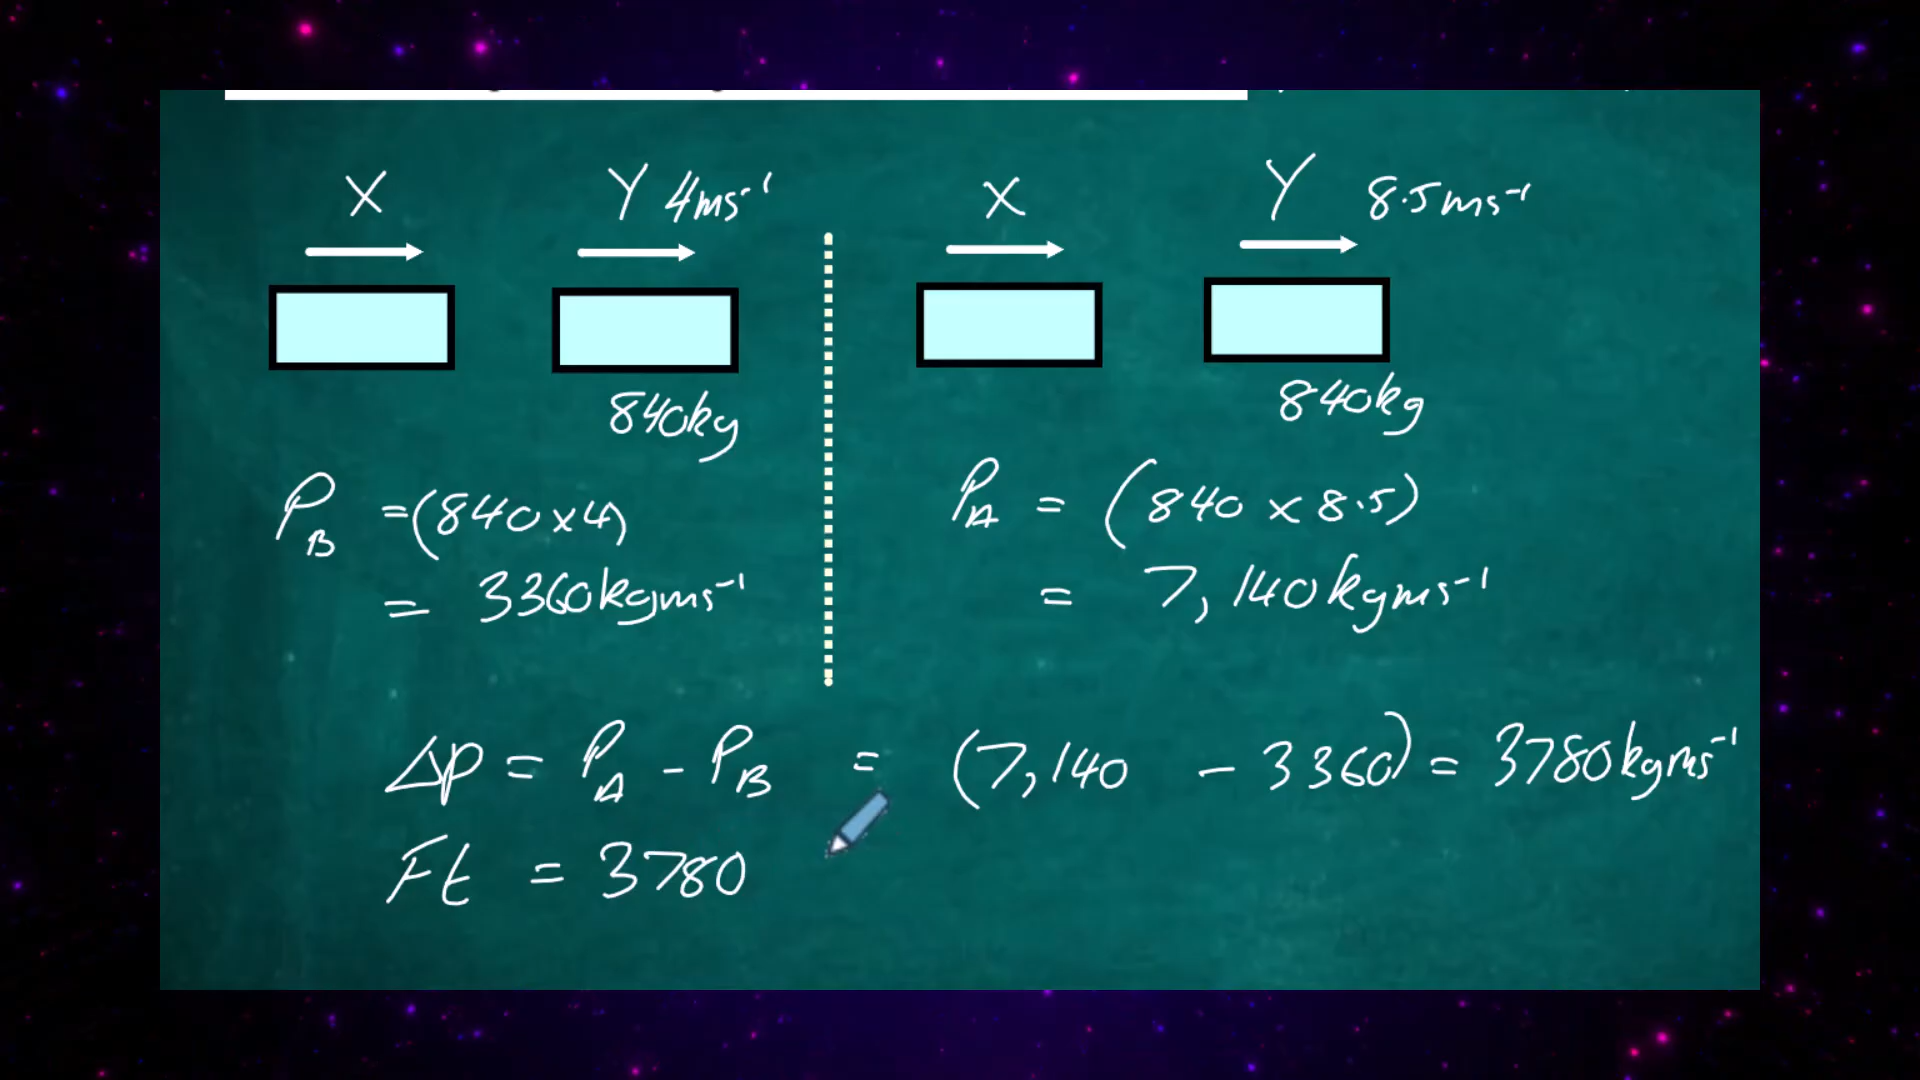 X Y 4ms⁻¹ X Y 8.5ms⁻¹
840kg 840kg
P_B = (840 x 4)
= 3360kgms⁻¹
P_A = (840 x 8.5)
= 7,140kgms⁻¹
Δp = P_A - P_B = (7,140 - 3360) = 3780kgms⁻¹
Ft = 3780